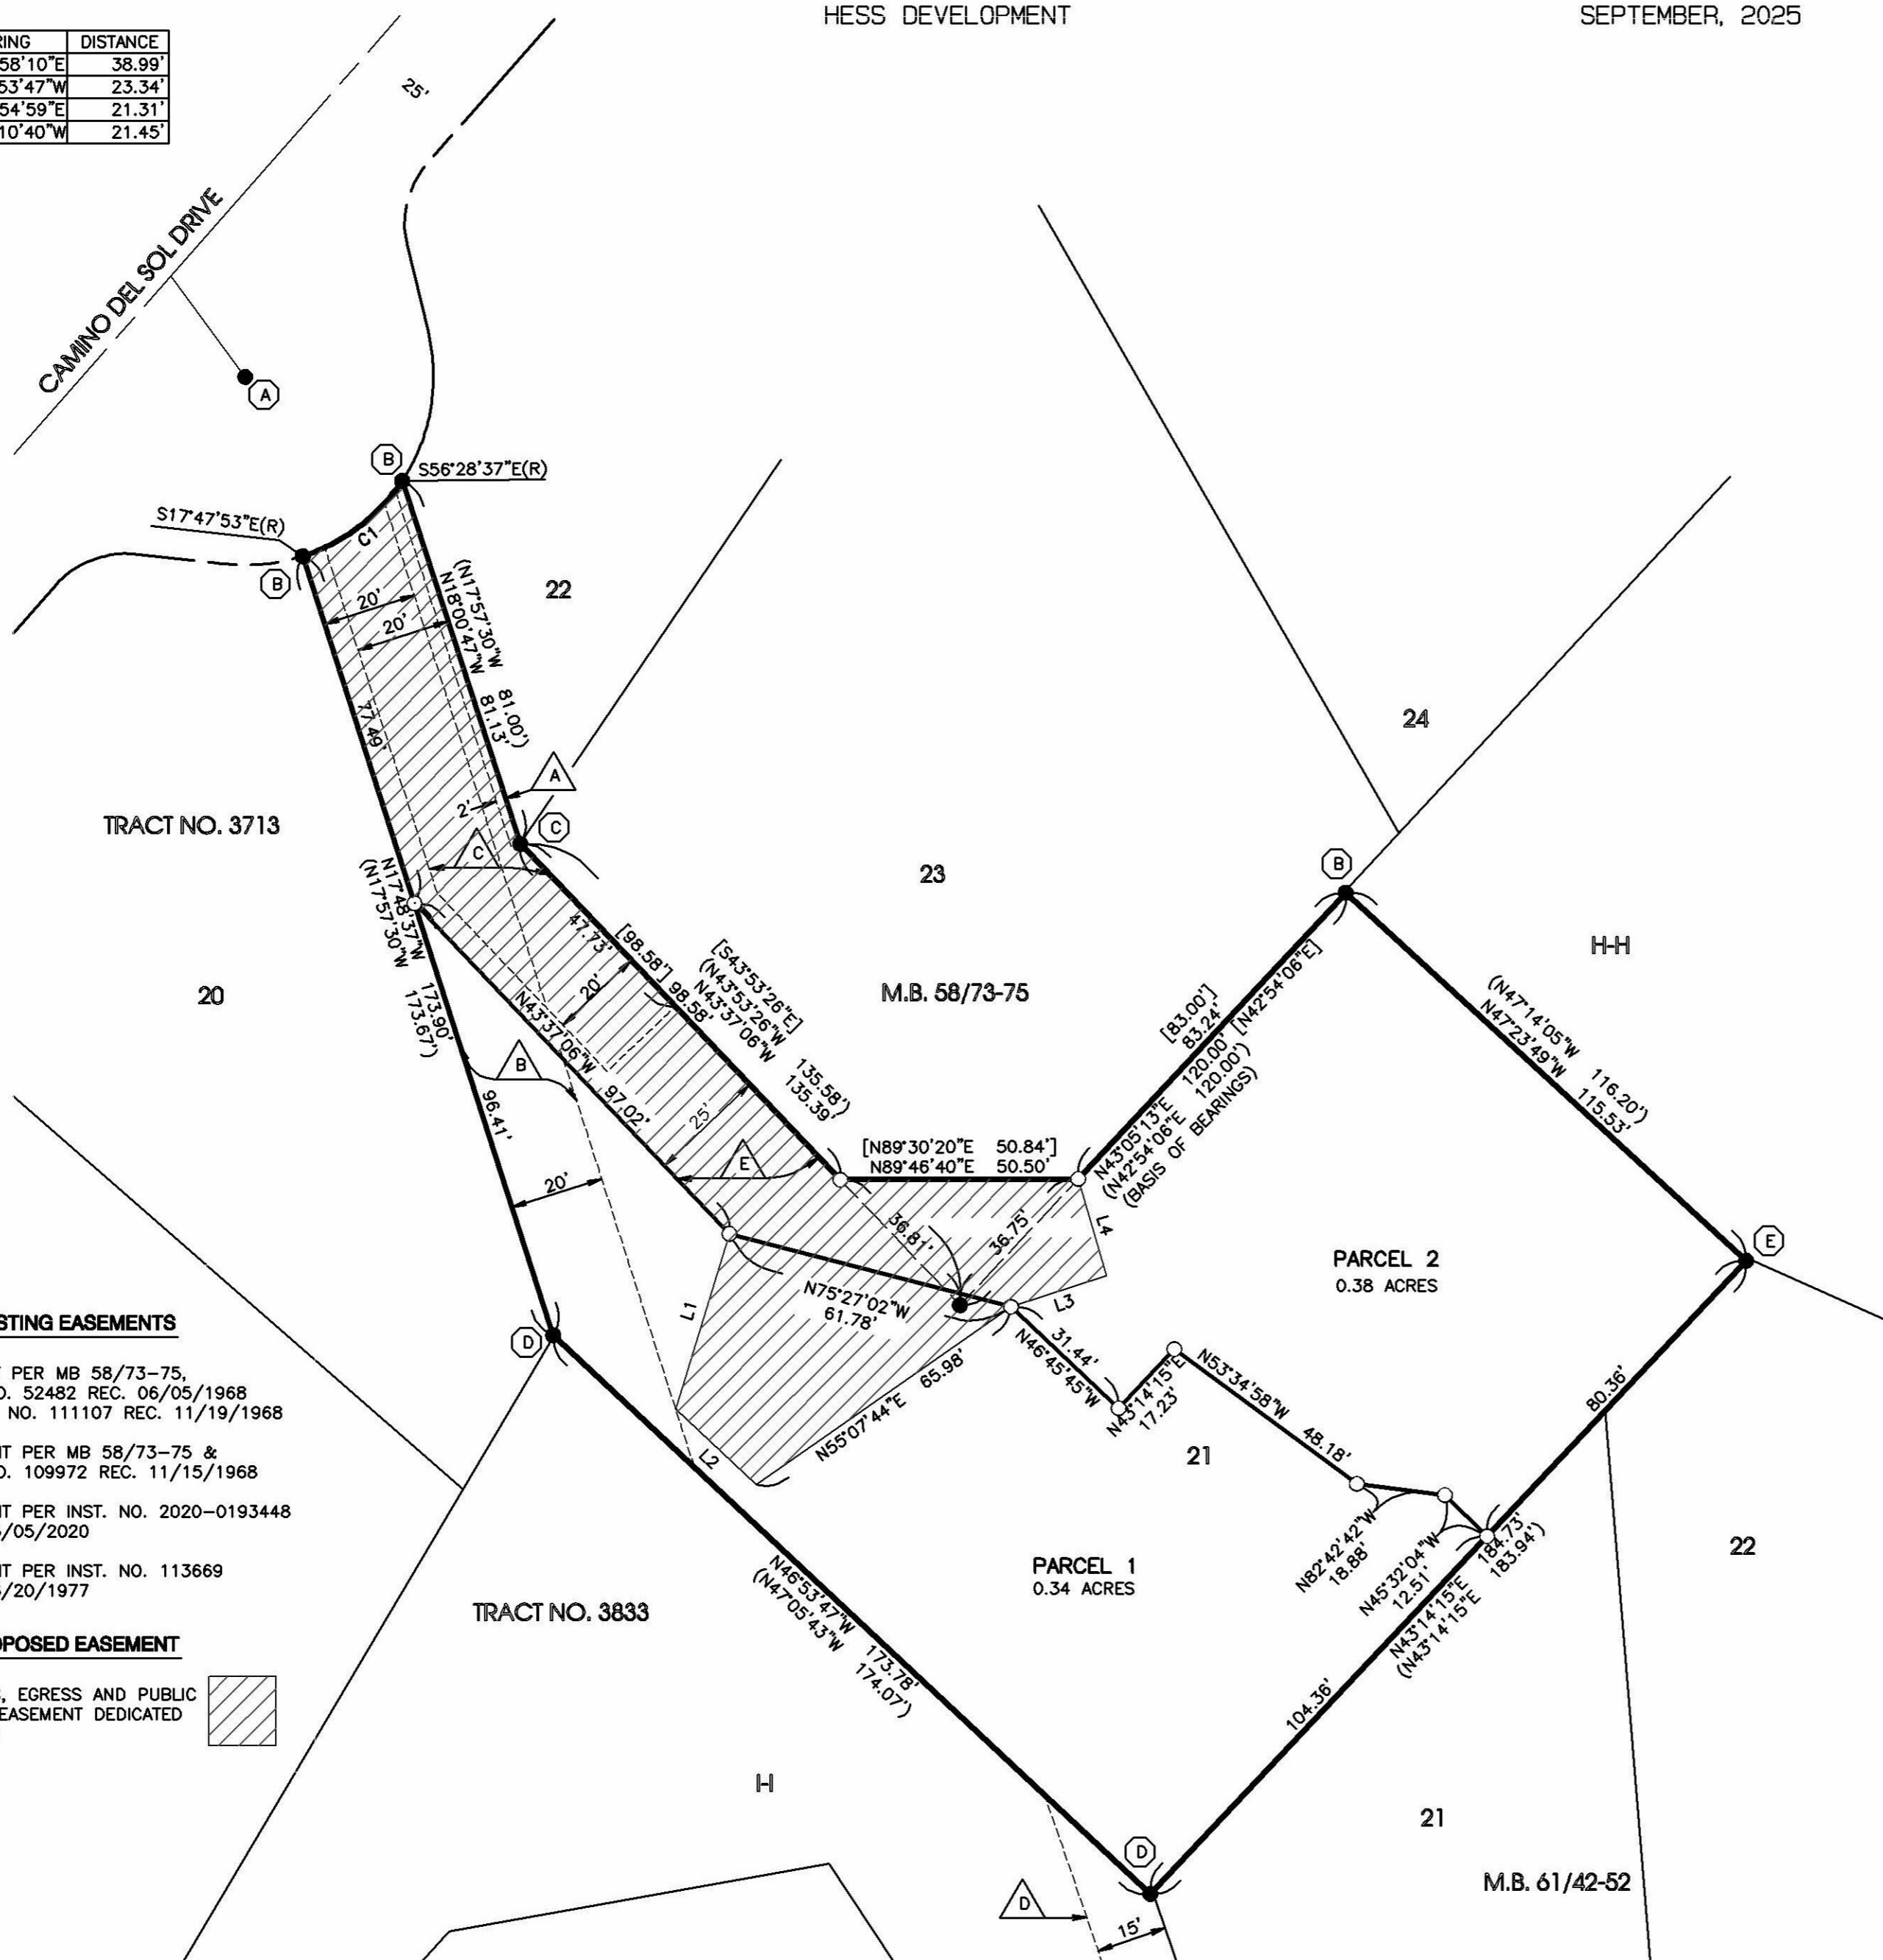 HESS DEVELOPMENT
SEPTEMBER, 2025
RING DISTANCE
58'10"E 38.99'
53'47"W 23.34'
54'59"E 21.31'
10'40"W 21.45'
25'
CAMINO DEL SOL DRIVE
A
B
S56°28'37"E(R)
S17°47'53"E(R)
C1
B
22
20'
20'
(N17°57'30"W 81.00')
N18°00'47"W 81.13'
77.49'
24
A
2'
C
TRACT NO. 3713
C
23
B
N17°48'37"W 173.90'
(N17°57'30"W 173.67')
47.73'
[98.58']
98.58'
[S43°53'26"E]
(N43°53'26"W 135.58')
N43°37'06"W 135.39'
H-H
20
20'
M.B. 58/73-75
N43°37'06"W 97.02'
B
[83.00']
83.24'
[N42°54'06"E]
N43°05'13"E 120.00'
(N42°54'06"E 120.00')
(BASIS OF BEARINGS)
(N47°14'05"W 116.20')
N47°23'49"W 115.53'
96.41'
25'
E
[N89°30'20"E 50.84']
N89°46'40"E 50.50'
20'
36.81'
36.75'
L4
E
PARCEL 2
0.38 ACRES
N75°27'02"W
61.78'
L1
L3
STING EASEMENTS
D
31.44'
N46°45'45"W
N43°14'15"E
17.23'
N53°34'58"W 48.18'
80.36'
PER MB 58/73-75,
O. 52482 REC. 06/05/1968
NO. 111107 REC. 11/19/1968
N55°07'44"E 65.98'
L2
21
T PER MB 58/73-75 &
O. 109972 REC. 11/15/1968
T PER INST. NO. 2020-0193448
/05/2020
N82°42'42"W
18.88'
N45°32'04"W
12.51'
N43°14'15"E 184.73'
(N43°14'15"E 183.94')
22
T PER INST. NO. 113669
/20/1977
PARCEL 1
0.34 ACRES
TRACT NO. 3833
N46°53'47"W 173.78'
(N47°05'43"W 174.07')
OPOSED EASEMENT
, EGRESS AND PUBLIC
EASEMENT DEDICATED
104.36'
H
21
D
M.B. 61/42-52
D
15'